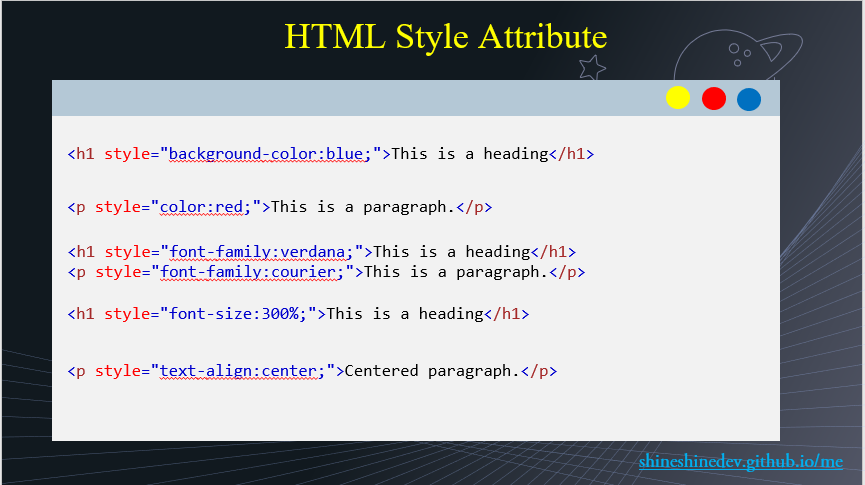 HTML Style Attribute
<h1 style="background-color:blue;">This is a heading</h1>
<p style="color:red;">This is a paragraph.</p>
<h1 style="font-family:verdana;">This is a heading</h1>
<p style="font-family:courier;">This is a paragraph.</p>
<h1 style="font-size:300%;">This is a heading</h1>
<p style="text-align:center;">Centered paragraph.</p>
shineshinedev.github.io/me